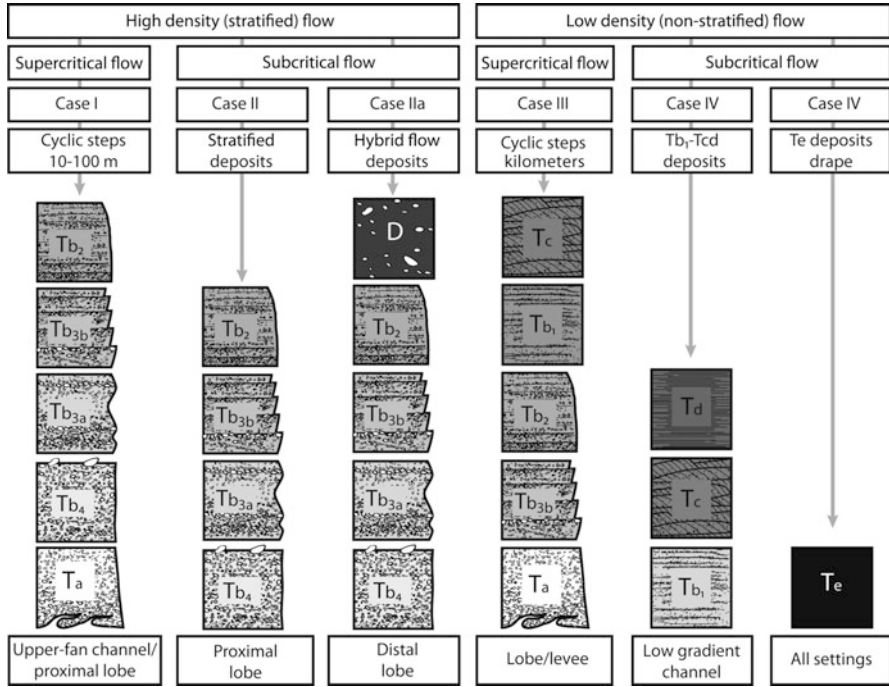 High density (stratified) flow
Low density (non-stratified) flow
Supercritical flow
Subcritical flow
Supercritical flow
Subcritical flow
Case I
Case II
Case IIa
Case III
Case IV
Case IV
Cyclic steps
10-100 m
Stratified
deposits
Hybrid flow
deposits
Cyclic steps
kilometers
Tb₁-Tcd
deposits
Te deposits
drape
Tb₂
Tb₃b
Tb₃a
Tb₄
Ta
Tb₂
Tb₃b
Tb₃a
Tb₄
D
Tb₂
Tb₃b
Tb₃a
Tb₄
Tc
Tb₁
Tb₂
Tb₃b
Ta
Td
Tc
Tb₁
Te
Upper-fan channel/
proximal lobe
Proximal
lobe
Distal
lobe
Lobe/levee
Low gradient
channel
All settings